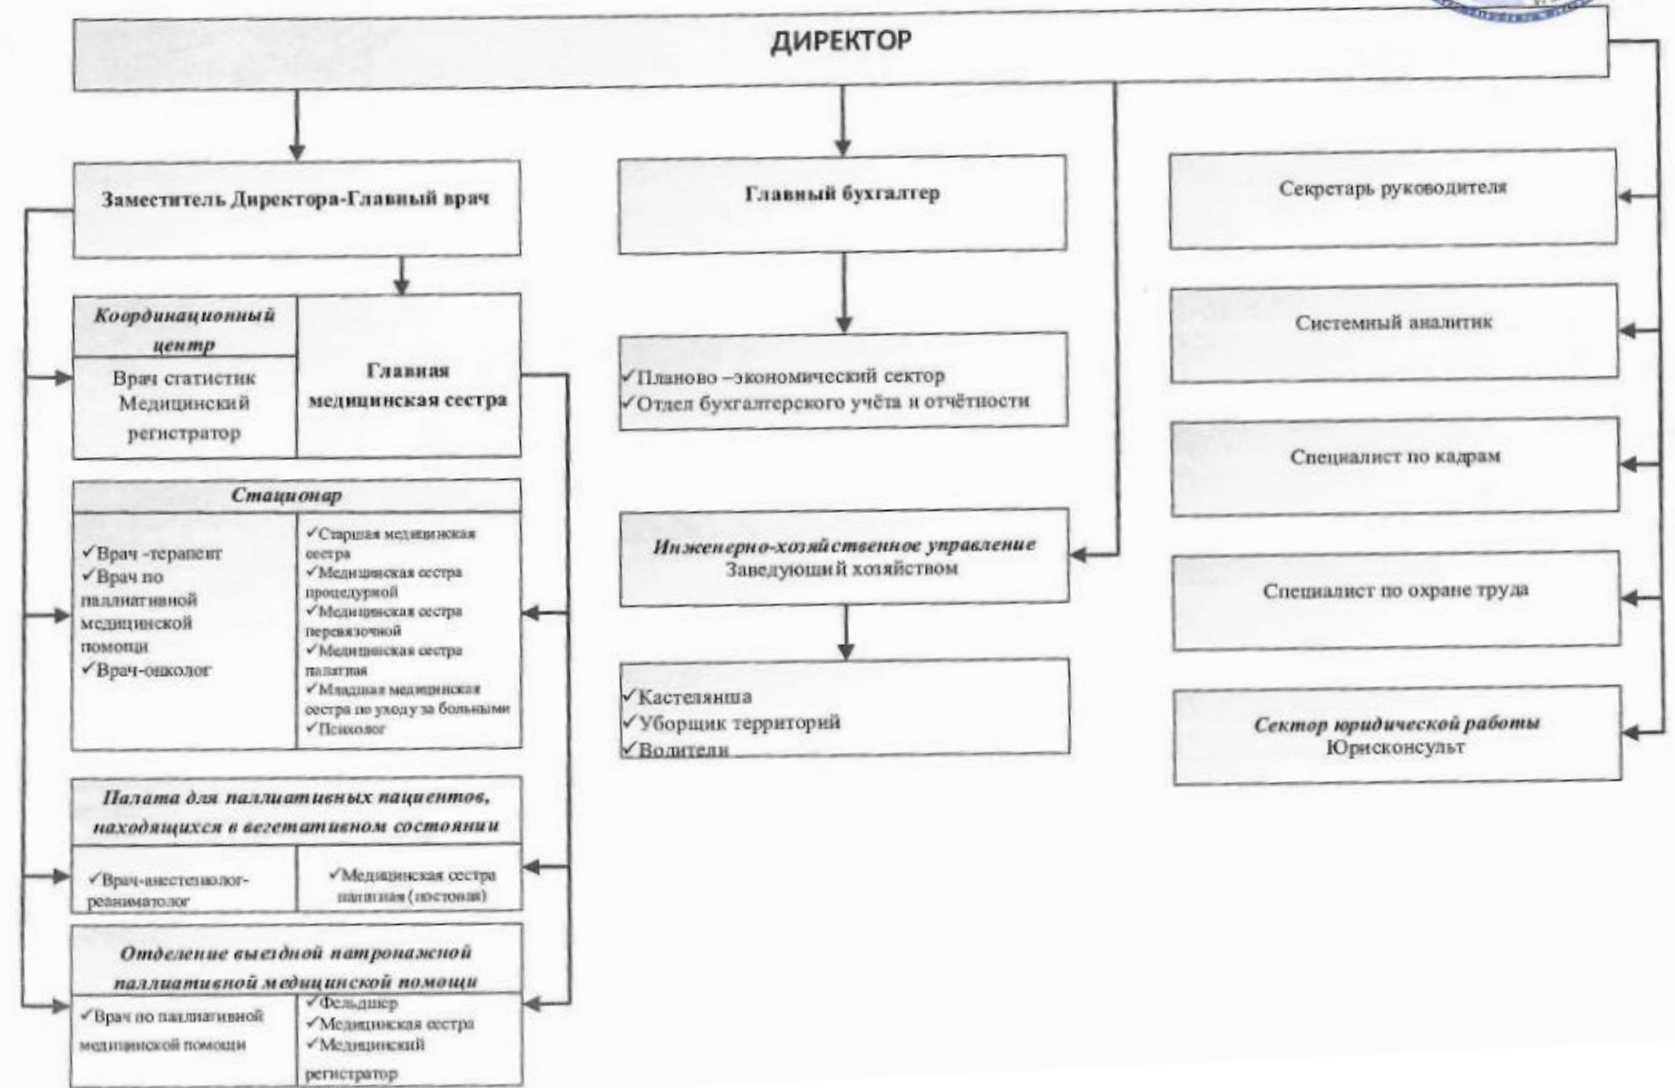 ДИРЕКТОР
Заместитель Директора-Главный врач
Координационный
центр
Врач статистик
Медицинский
регистратор
Главная
медицинская сестра
Стационар
✓Врач -терапевт
✓Врач по
паллиативной
медицинской
помощи
✓Врач-онколог
✓Старшая медицинская
сестра
✓Медицинская сестра
процедурной
✓Медицинская сестра
перевязочной
✓Медицинская сестра
палатная
✓Младшая медицинская
сестра по уходу за больными
✓Психолог
Палата для паллиативных пациентов,
находящихся в вегетативном состоянии
✓Врач-анестезиолог-
реаниматолог
✓Медицинская сестра
палатная (постовая)
Отделение выездной патронажной
паллиативной медицинской помощи
✓Врач по паллиативной
медицинской помощи
✓Фельдшер
✓Медицинская сестра
✓Медицинский
регистратор
Главный бухгалтер
✓Планово –экономический сектор
✓Отдел бухгалтерского учёта и отчётности
Инженерно-хозяйственное управление
Заведующий хозяйством
✓Кастелянша
✓Уборщик территорий
✓Водители
Секретарь руководителя
Системный аналитик
Специалист по кадрам
Специалист по охране труда
Сектор юридической работы
Юрисконсульт